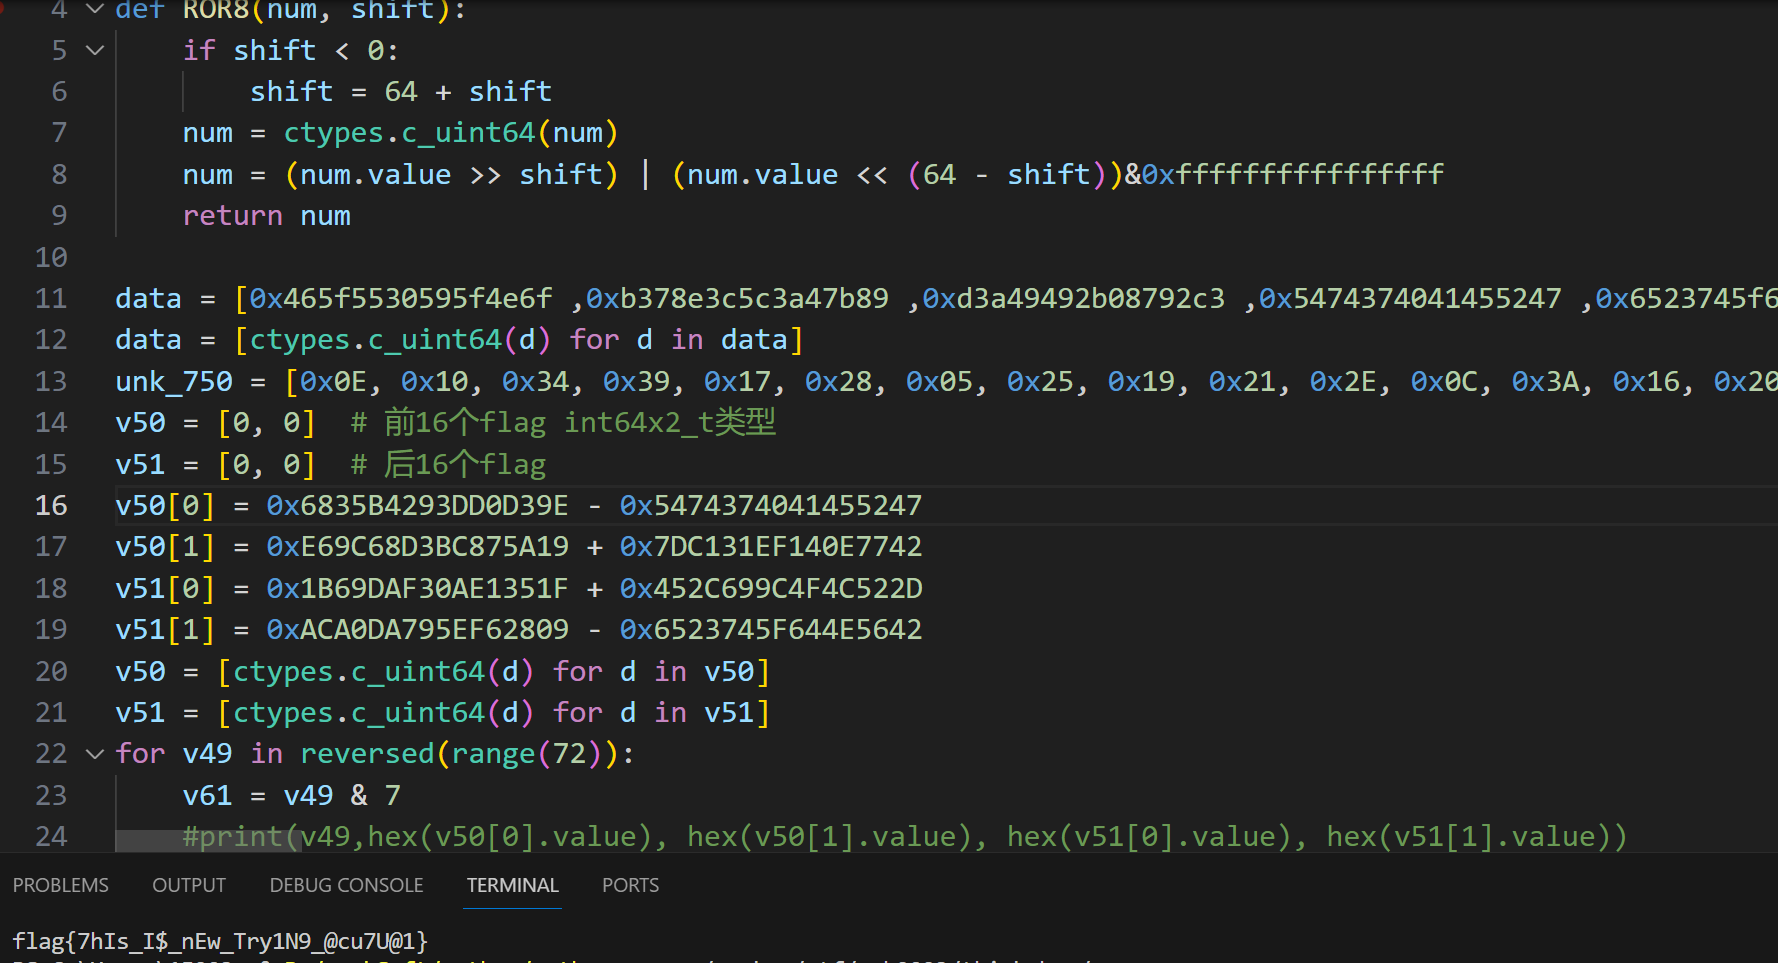 4 def ROR8(num, shift):
5 if shift < 0:
6 shift = 64 + shift
7 num = ctypes.c_uint64(num)
8 num = (num.value >> shift) | (num.value << (64 - shift))&0xffffffffffffffff
9 return num
10
11 data = [0x465f5530595f4e6f ,0xb378e3c5c3a47b89 ,0xd3a49492b08792c3 ,0x5474374041455247 ,0x6523745f6
12 data = [ctypes.c_uint64(d) for d in data]
13 unk_750 = [0x0E, 0x10, 0x34, 0x39, 0x17, 0x28, 0x05, 0x25, 0x19, 0x21, 0x2E, 0x0C, 0x3A, 0x16, 0x20
14 v50 = [0, 0] # 前16个flag int64x2_t类型
15 v51 = [0, 0] # 后16个flag
16 v50[0] = 0x6835B4293DD0D39E - 0x5474374041455247
17 v50[1] = 0xE69C68D3BC875A19 + 0x7DC131EF140E7742
18 v51[0] = 0x1B69DAF30AE1351F + 0x452C699C4F4C522D
19 v51[1] = 0xACA0DA795EF62809 - 0x6523745F644E5642
20 v50 = [ctypes.c_uint64(d) for d in v50]
21 v51 = [ctypes.c_uint64(d) for d in v51]
22 for v49 in reversed(range(72)):
23 v61 = v49 & 7
24 #print(v49,hex(v50[0].value), hex(v50[1].value), hex(v51[0].value), hex(v51[1].value))
PROBLEMS OUTPUT DEBUG CONSOLE TERMINAL PORTS
flag{7hIs_I$_nEw_Try1N9_@cu7U@1}